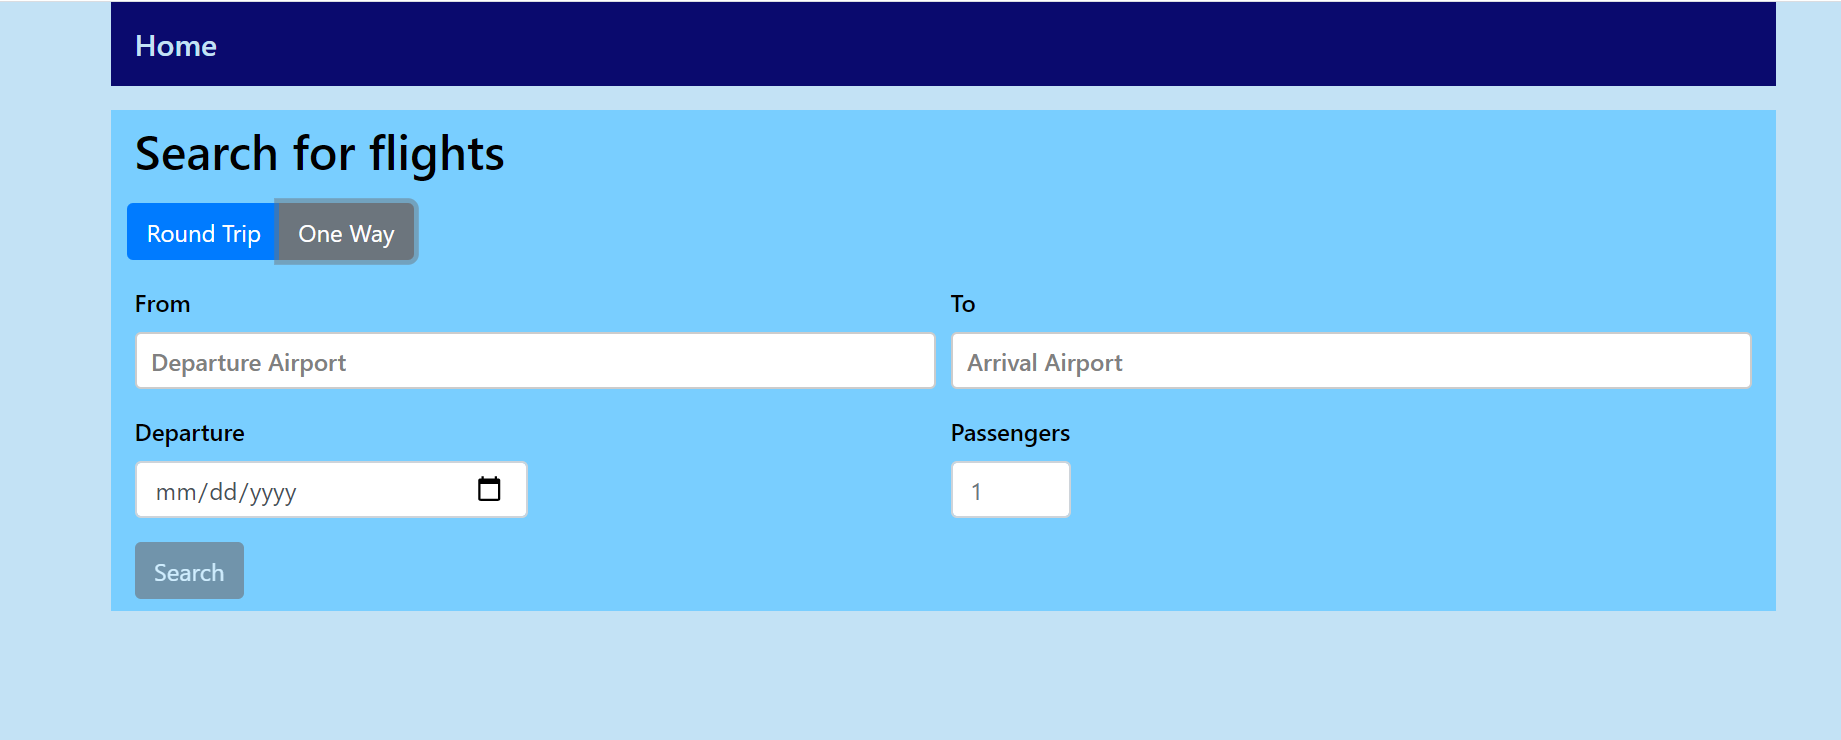 Home
Search for flights
Round Trip One Way
From To
Departure Airport Arrival Airport
Departure Passengers
mm/dd/yyyy 1
Search